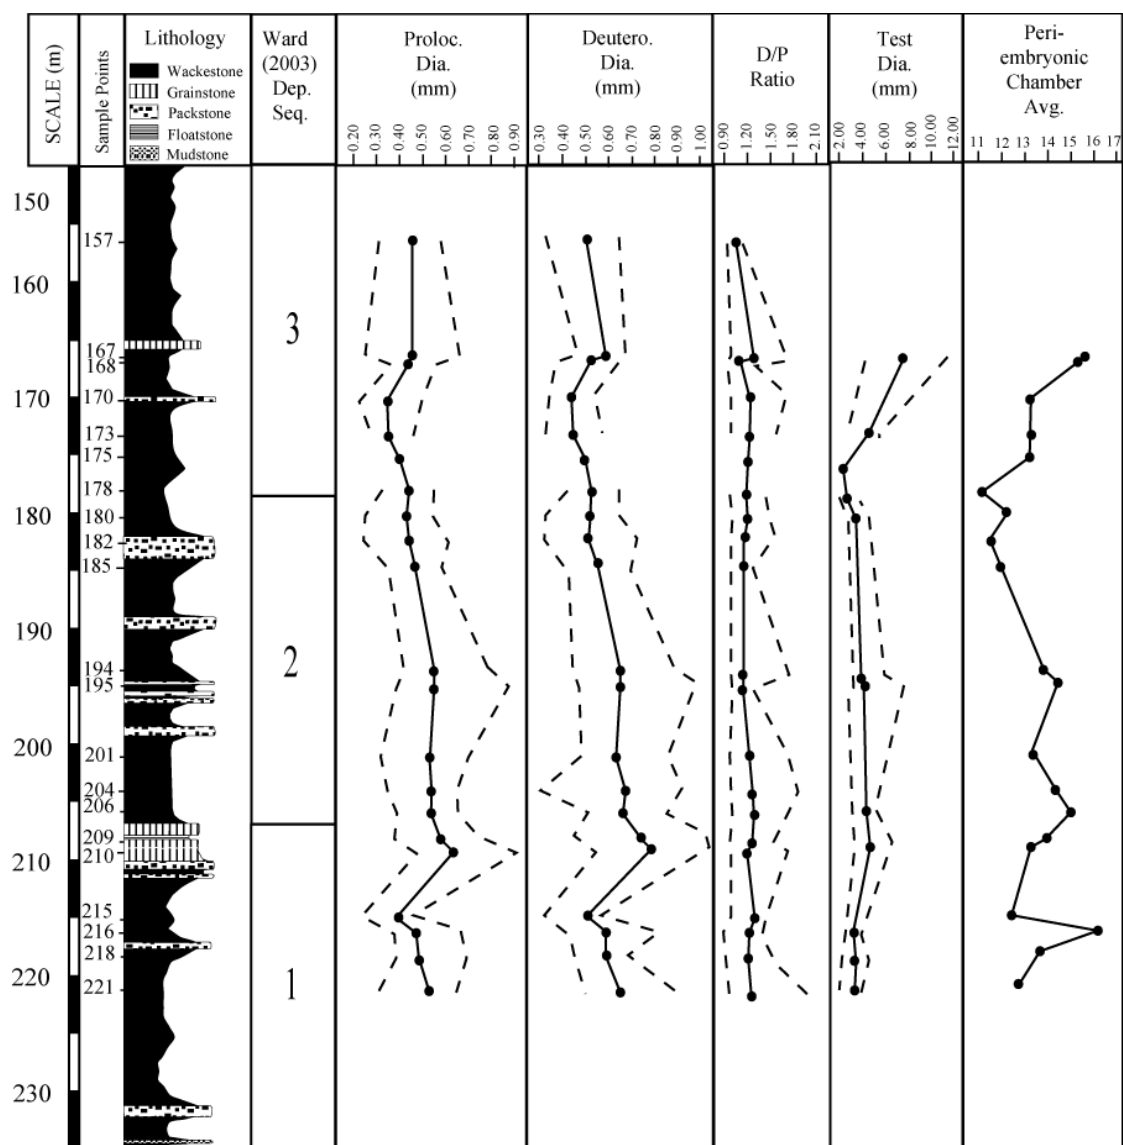 SCALE (m)
Sample Points
Lithology
Wackestone
Grainstone
Packstone
Floatstone
Mudstone
Ward
(2003)
Dep.
Seq.
Proloc.
Dia.
(mm)
0.20 0.30 0.40 0.50 0.60 0.70 0.80 0.90
Deutero.
Dia.
(mm)
0.30 0.40 0.50 0.60 0.70 0.80 0.90 1.00
D/P
Ratio
0.90 1.20 1.50 1.80 2.10
Test
Dia.
(mm)
2.00 4.00 6.00 8.00 10.00 12.00
Peri-
embryonic
Chamber
Avg.
11 12 13 14 15 16 17
150
157
160
167
168
170 170
173
175
178
180 180
182
185
190
194
195
200
201
204
206
209
210 210
215
216
218
220
221
230
3
2
1